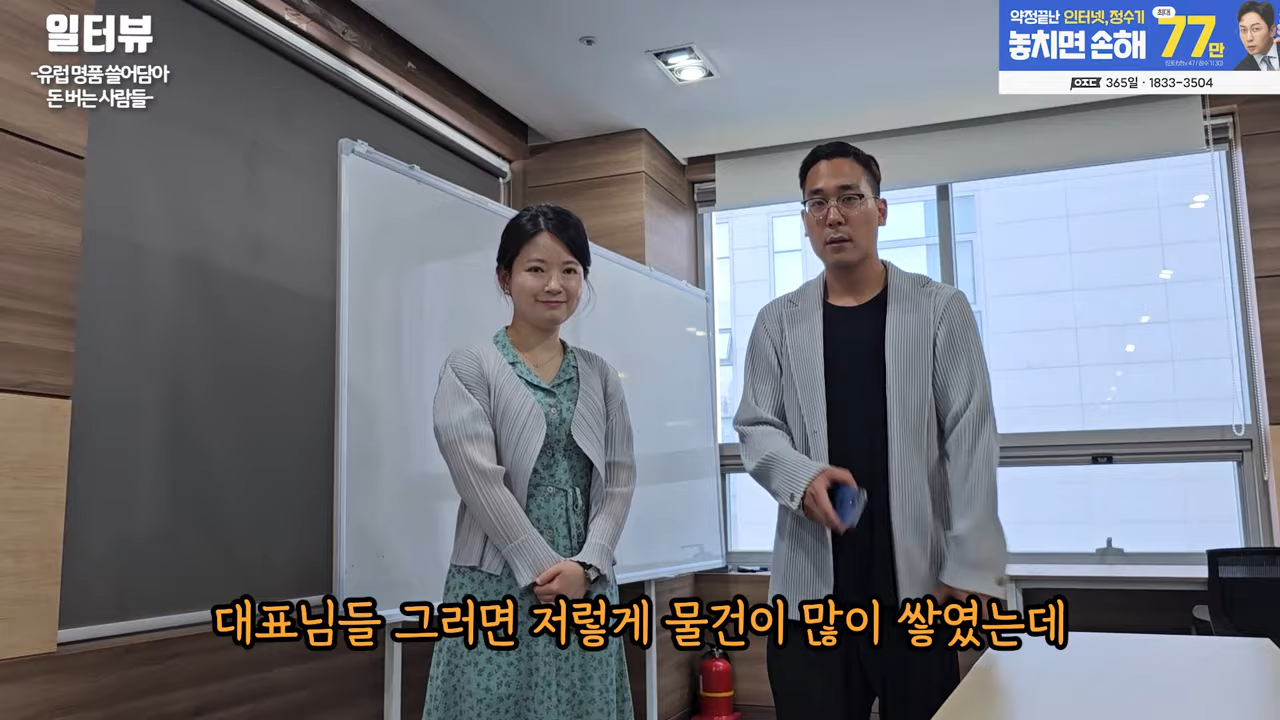 일터뷰
-유럽 명품 쓸어담아
돈 버는 사람들-
약정끝난 인터넷, 정수기
놓치면 손해
최대
77만
365일 · 1833-3504
대표님들 그러면 저렇게 물건이 많이 쌓였는데